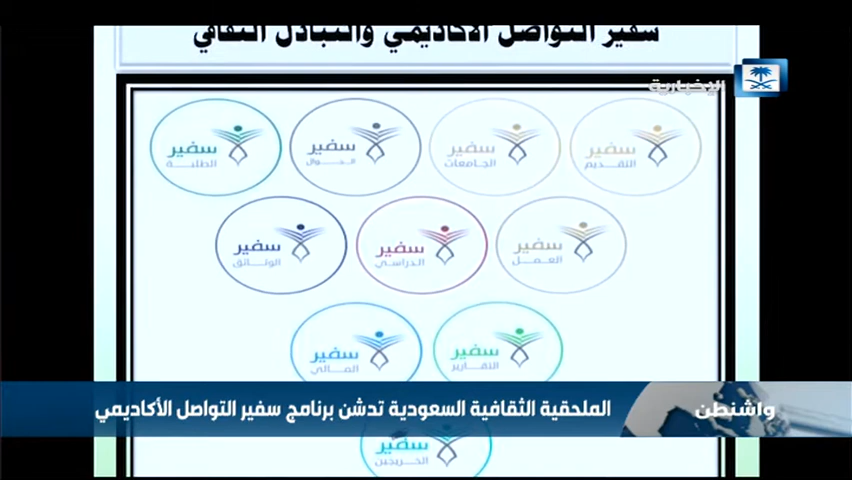 سفير التواصل الأكاديمي والتبادل الثقافي
الإخبارية
سفير التقديم
سفير الجامعات
سفير الجوال
سفير الطلبة
سفير العمل
سفير الدراسي
سفير الوثائق
سفير التقارير
سفير المالي
واشنطن
الملحقية الثقافية السعودية تدشن برنامج سفير التواصل الأكاديمي
سفير الخريجين